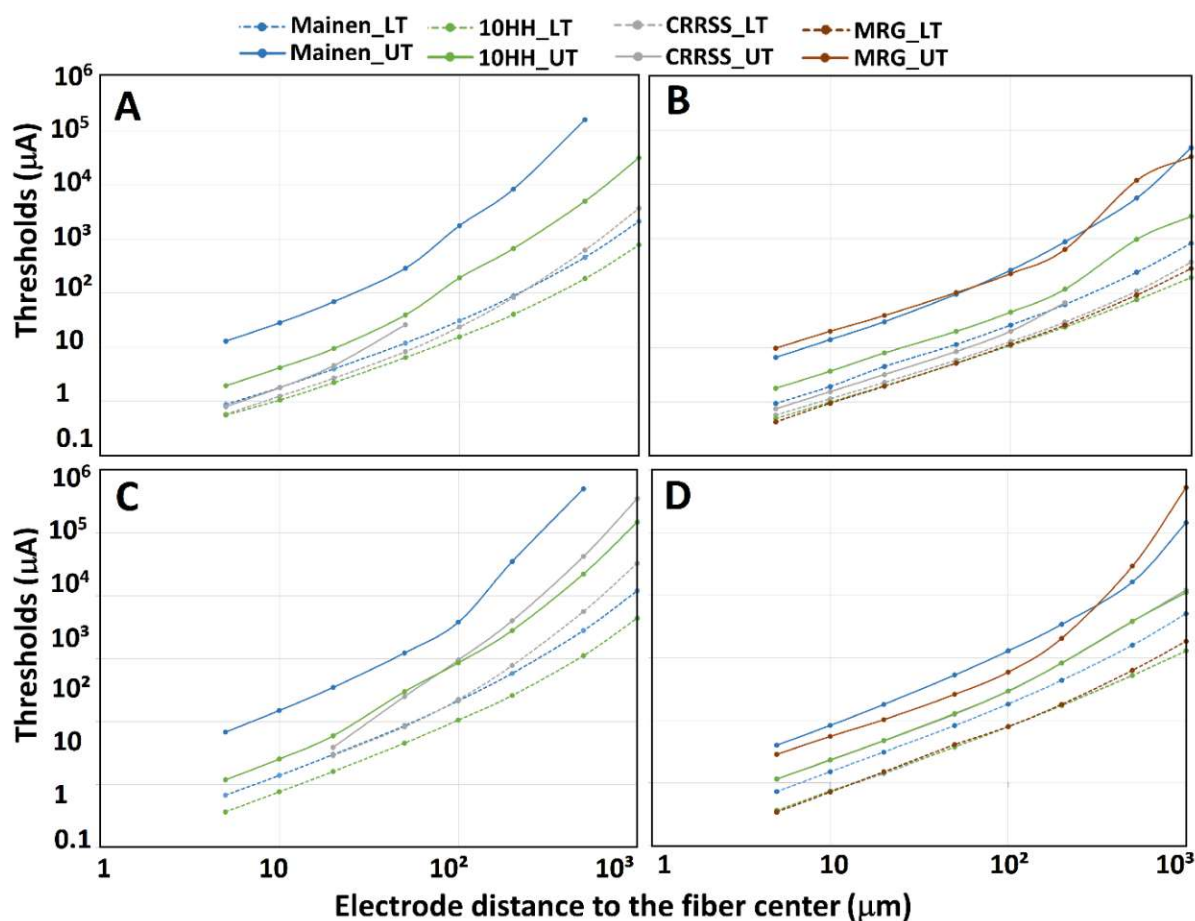 Mainen_LT 10HH_LT CRRSS_LT MRG_LT
Mainen_UT 10HH_UT CRRSS_UT MRG_UT
A B
10⁶
10⁵
10⁴
10³
10²
10
1
0.1
Thresholds (μA)
C D
10⁶
10⁵
10⁴
10³
10²
10
1
0.1
Thresholds (μA)
1 10 10² 10³ 1 10 10² 10³
Electrode distance to the fiber center (μm)